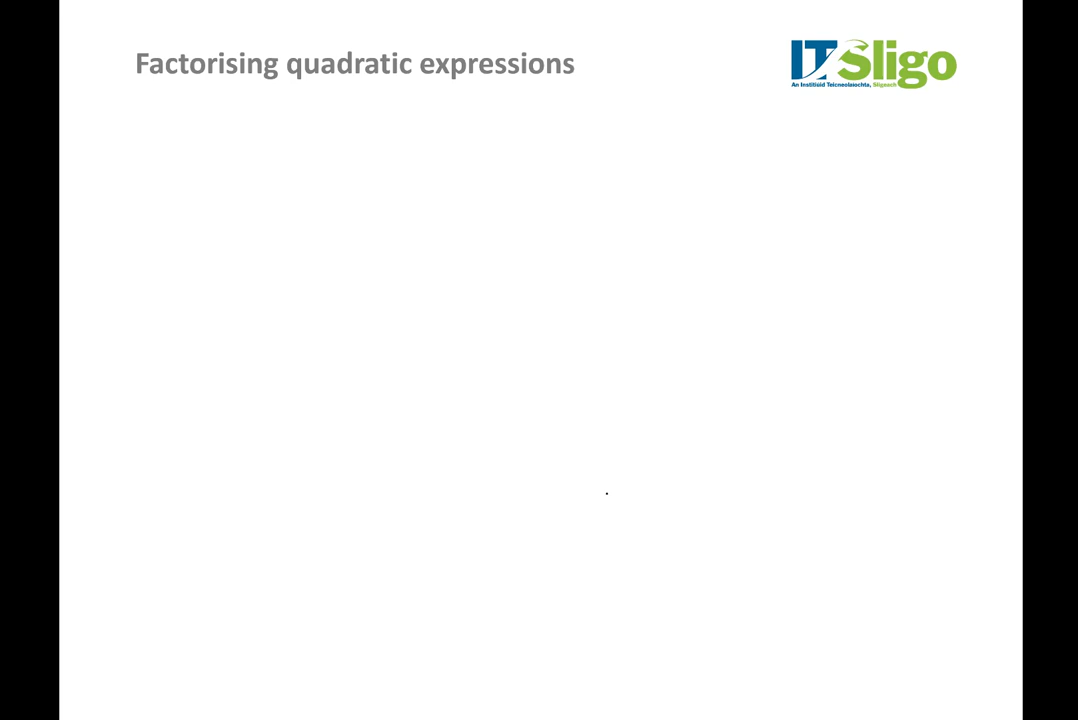 Factorising quadratic expressions
ITSligo
An Institiúid Teicneolaíochta, Sligeach